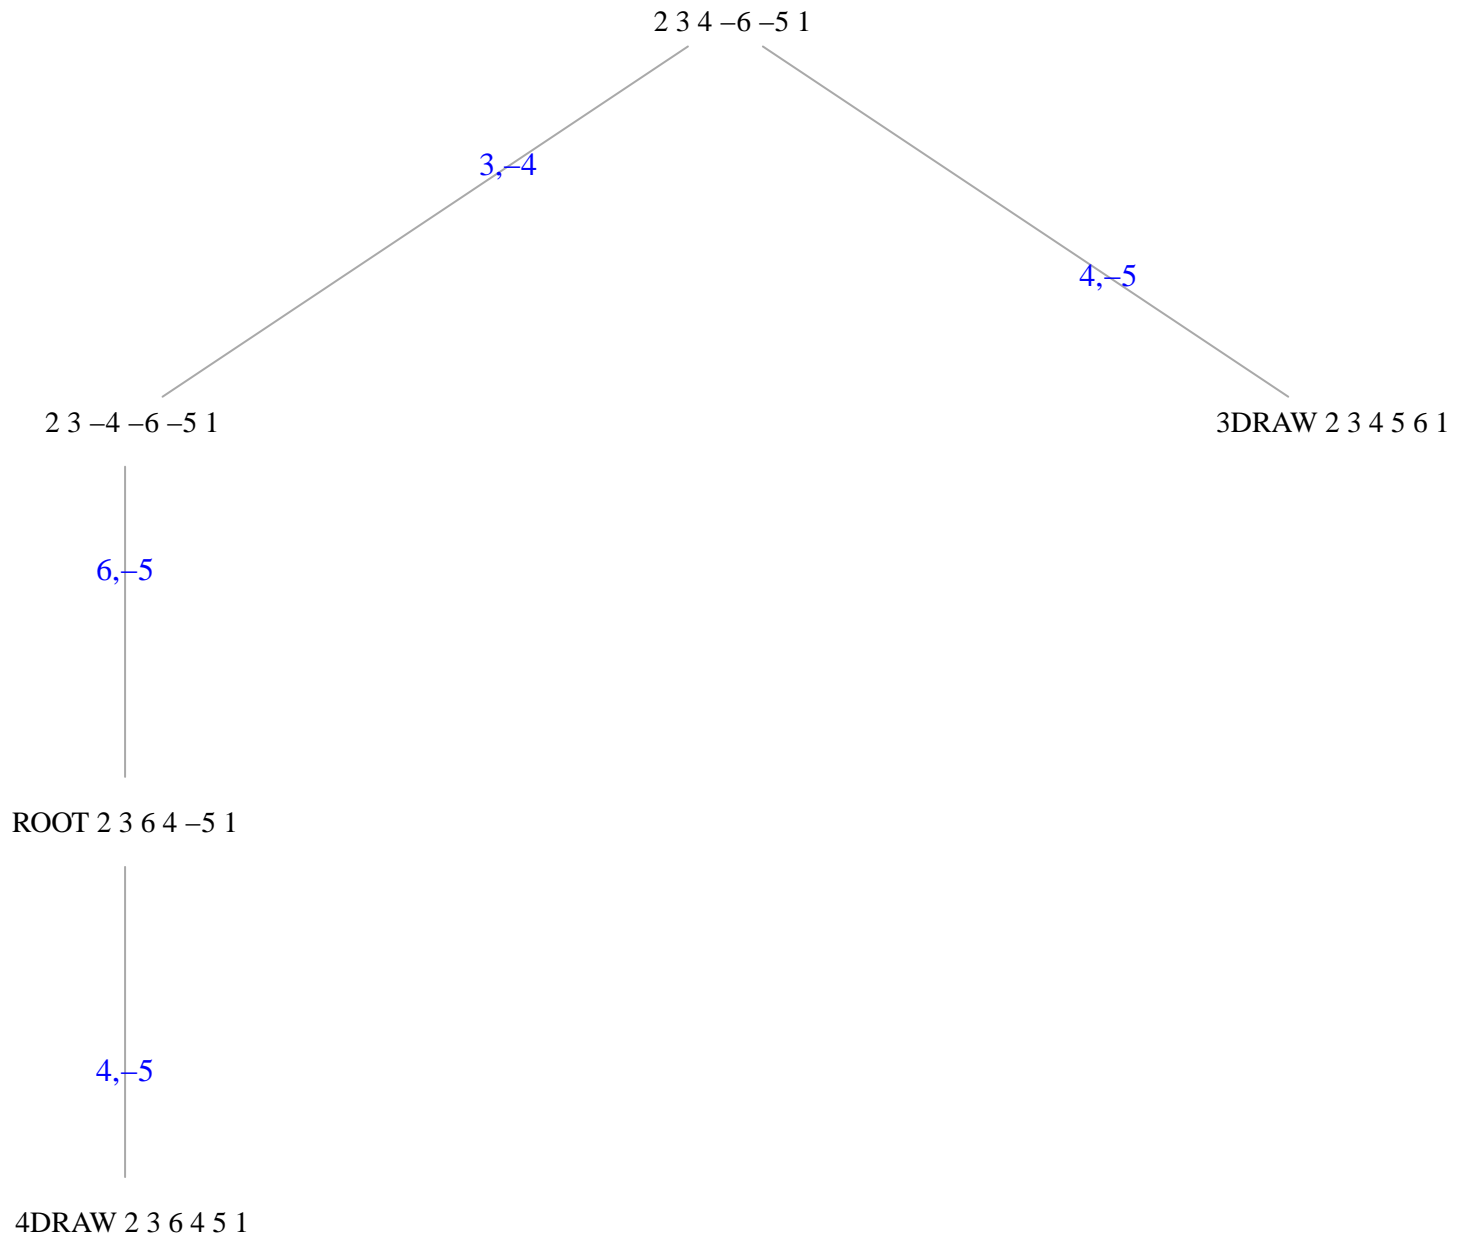 2 3 4 –6 –5 1
3,–4
4,–5
2 3 –4 –6 –5 1
3DRAW 2 3 4 5 6 1
6,–5
ROOT 2 3 6 4 –5 1
4,–5
4DRAW 2 3 6 4 5 1